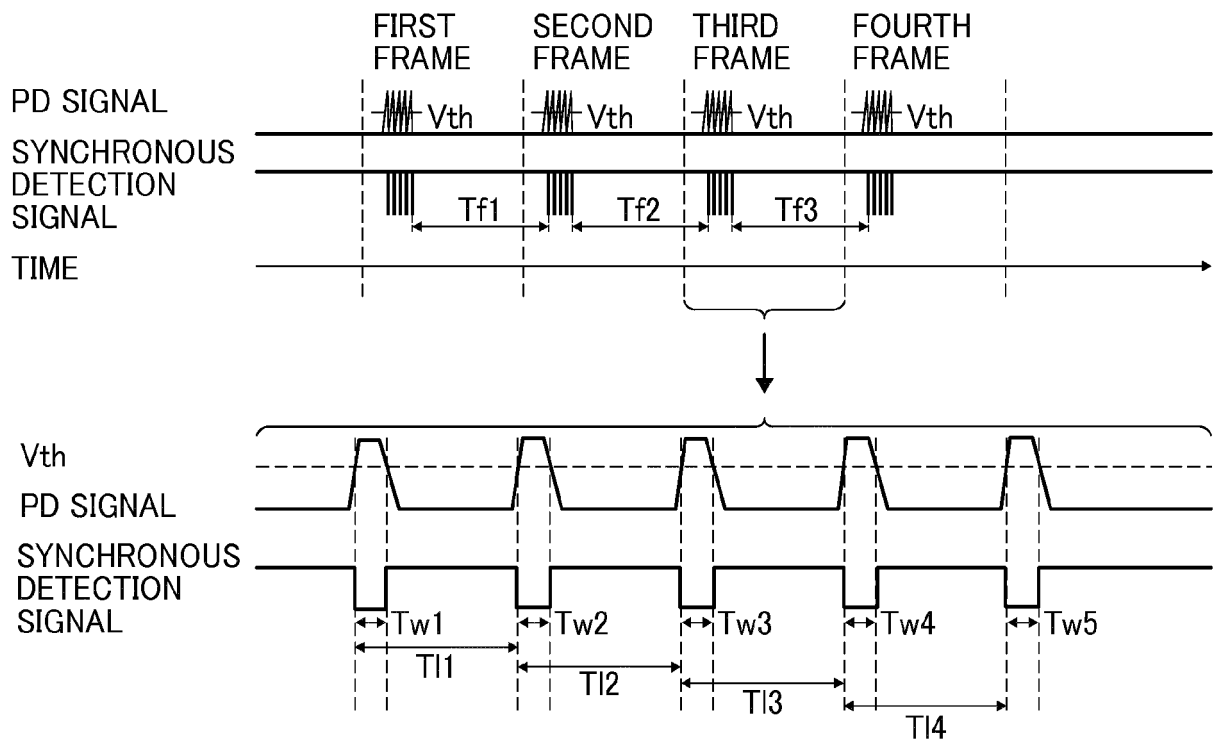 FIRST FRAME
SECOND FRAME
THIRD FRAME
FOURTH FRAME
PD SIGNAL
Vth
Vth
Vth
Vth
SYNCHRONOUS
DETECTION
SIGNAL
Tf1
Tf2
Tf3
TIME
Vth
PD SIGNAL
SYNCHRONOUS
DETECTION
SIGNAL
Tw1
Tw2
Tw3
Tw4
Tw5
Tl1
Tl2
Tl3
Tl4